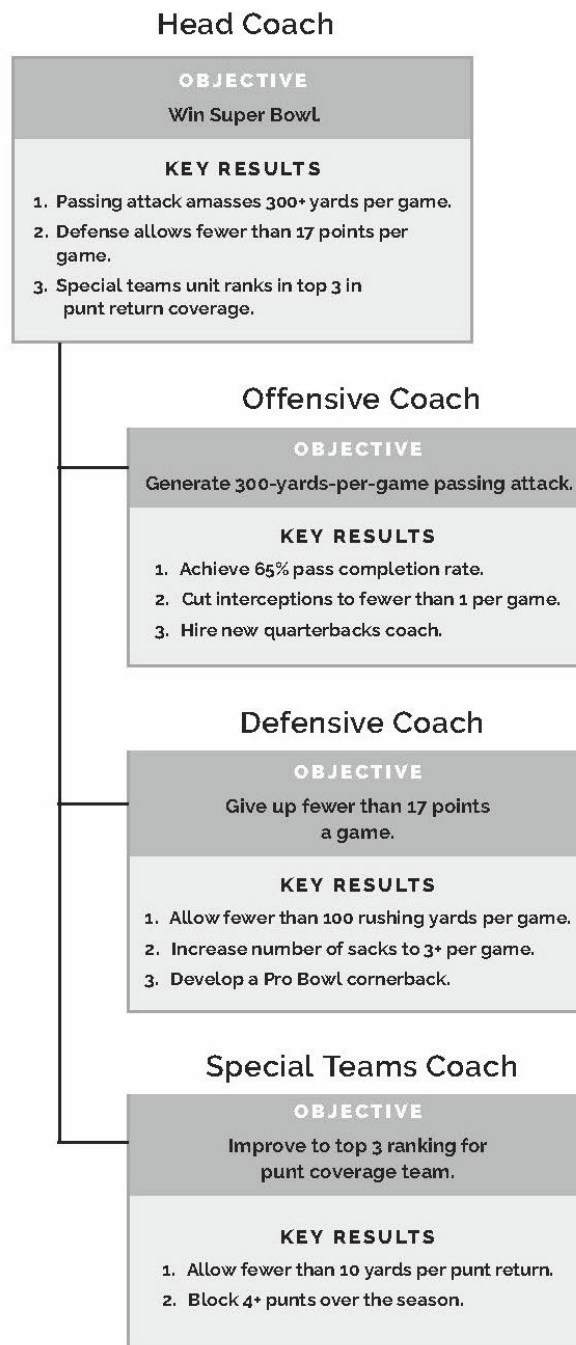 Head Coach
OBJECTIVE
Win Super Bowl
KEY RESULTS
1. Passing attack amasses 300+ yards per game.
2. Defense allows fewer than 17 points per
game.
3. Special teams unit ranks in top 3 in
punt return coverage.
Offensive Coach
OBJECTIVE
Generate 300-yards-per-game passing attack.
KEY RESULTS
1. Achieve 65% pass completion rate.
2. Cut interceptions to fewer than 1 per game.
3. Hire new quarterbacks coach.
Defensive Coach
OBJECTIVE
Give up fewer than 17 points
a game.
KEY RESULTS
1. Allow fewer than 100 rushing yards per game.
2. Increase number of sacks to 3+ per game.
3. Develop a Pro Bowl cornerback.
Special Teams Coach
OBJECTIVE
Improve to top 3 ranking for
punt coverage team.
KEY RESULTS
1. Allow fewer than 10 yards per punt return.
2. Block 4+ punts over the season.